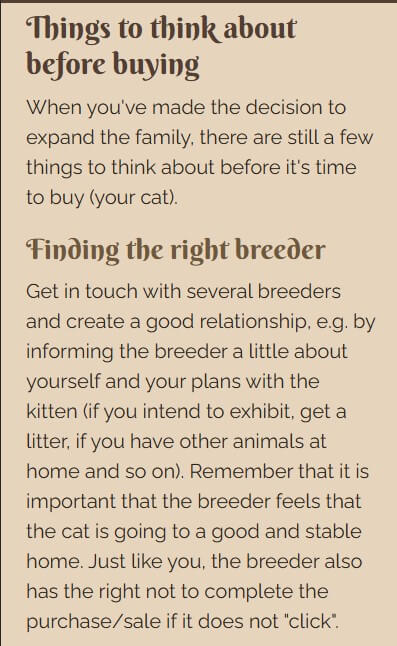 Things to think about
before buying
When you've made the decision to
expand the family, there are still a few
things to think about before it's time
to buy (your cat).
Finding the right breeder
Get in touch with several breeders
and create a good relationship, e.g. by
informing the breeder a little about
yourself and your plans with the
kitten (if you intend to exhibit, get a
litter, if you have other animals at
home and so on). Remember that it is
important that the breeder feels that
the cat is going to a good and stable
home. Just like you, the breeder also
has the right not to complete the
purchase/sale if it does not "click".